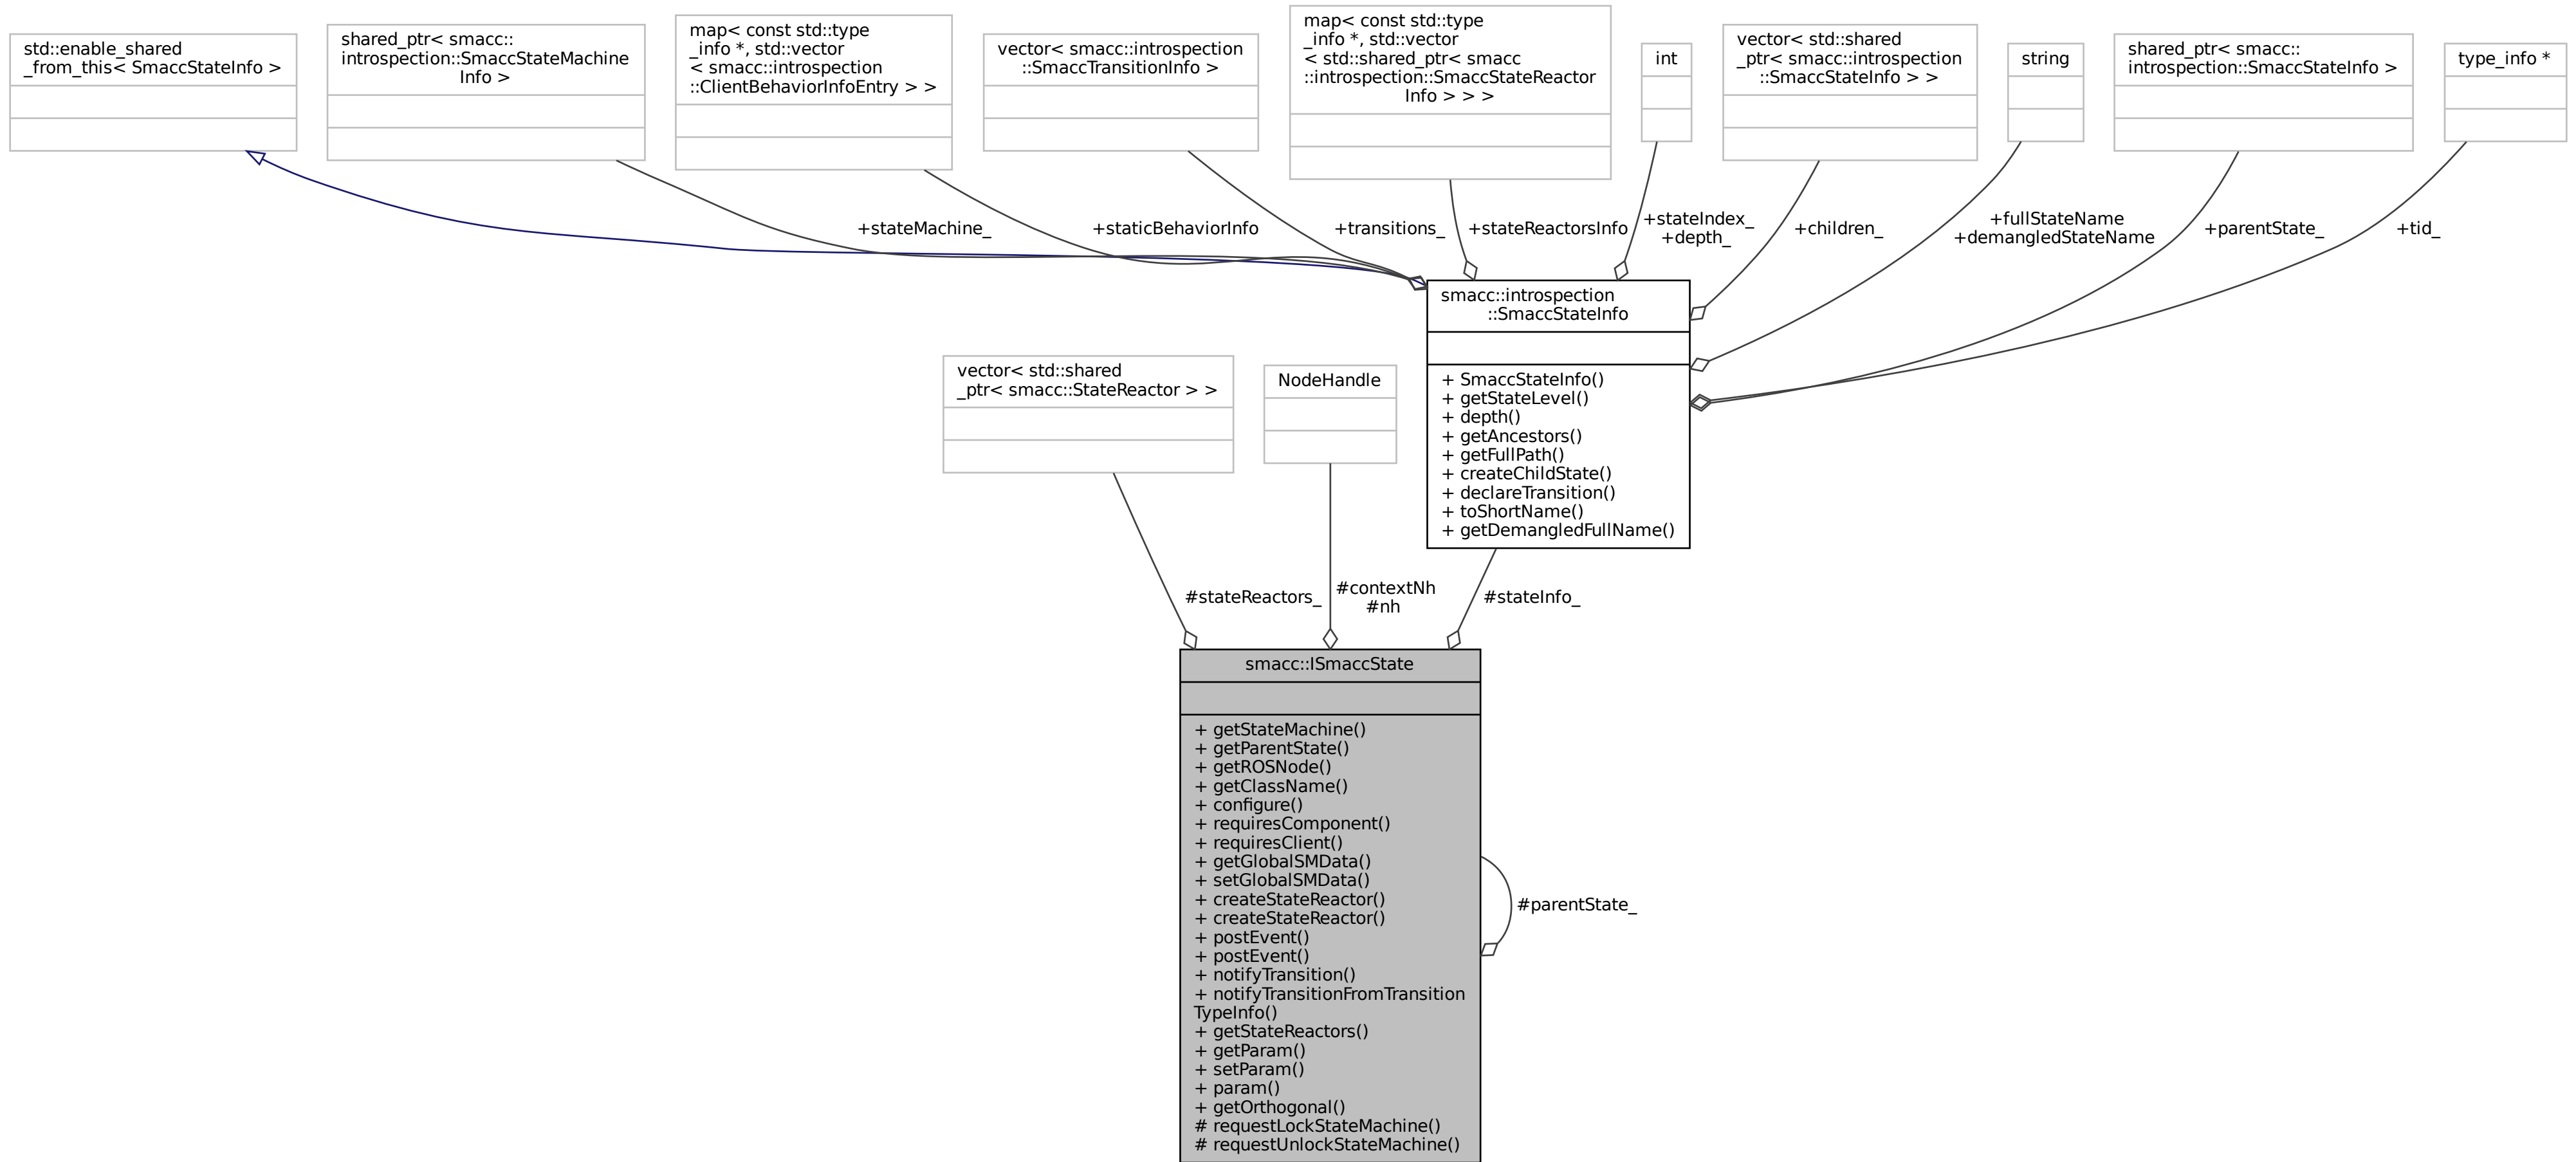 std::enable_shared
_from_this< SmaccStateInfo >
shared_ptr< smacc::
introspection::SmaccStateMachine
Info >
map< const std::type
_info *, std::vector
< smacc::introspection
::ClientBehaviorInfoEntry > >
vector< smacc::introspection
::SmaccTransitionInfo >
map< const std::type
_info *, std::vector
< std::shared_ptr< smacc
::introspection::SmaccStateReactor
Info > > >
int
vector< std::shared
_ptr< smacc::introspection
::SmaccStateInfo > >
string
shared_ptr< smacc::
introspection::SmaccStateInfo >
type_info *
+stateMachine_
+staticBehaviorInfo
+transitions_
+stateReactorsInfo
+stateIndex_
+depth_
+children_
+fullStateName
+demangledStateName
+parentState_
+tid_
smacc::introspection
::SmaccStateInfo
+ SmaccStateInfo()
+ getStateLevel()
+ depth()
+ getAncestors()
+ getFullPath()
+ createChildState()
+ declareTransition()
+ toShortName()
+ getDemangledFullName()
vector< std::shared
_ptr< smacc::StateReactor > >
NodeHandle
#stateReactors_
#contextNh
#nh
#stateInfo_
smacc::ISmaccState
+ getStateMachine()
+ getParentState()
+ getROSNode()
+ getClassName()
+ configure()
+ requiresComponent()
+ requiresClient()
+ getGlobalSMData()
+ setGlobalSMData()
+ createStateReactor()
+ createStateReactor()
+ postEvent()
+ postEvent()
+ notifyTransition()
+ notifyTransitionFromTransition
TypeInfo()
+ getStateReactors()
+ getParam()
+ setParam()
+ param()
+ getOrthogonal()
# requestLockStateMachine()
# requestUnlockStateMachine()
#parentState_